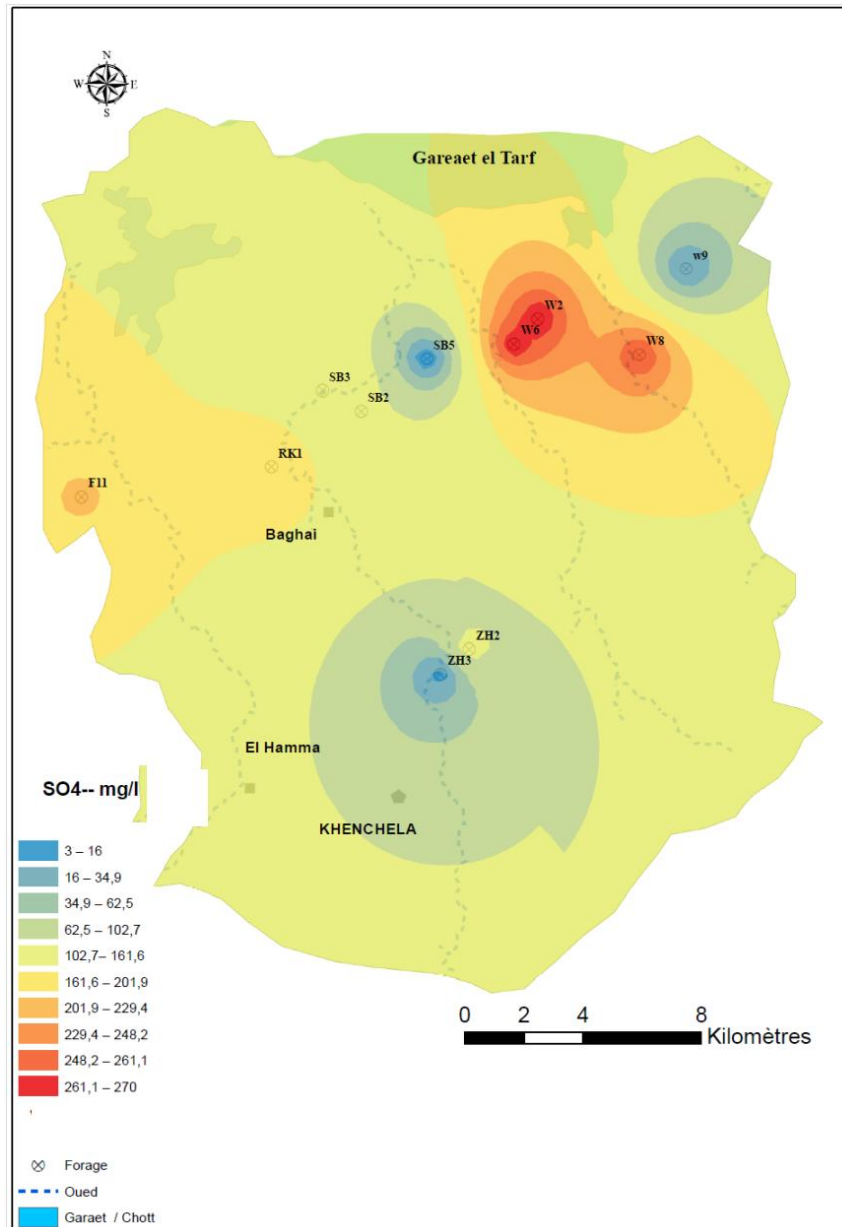 N
W E
S
Gareaet el Tarf
w9
W2
W6
W8
SB5
SB3
SB2
RK1
F11
Baghai
ZH2
ZH3
El Hamma
SO4-- mg/l
KHENCHELA
3 – 16
16 – 34,9
34,9 – 62,5
62,5 – 102,7
102,7– 161,6
161,6 – 201,9
201,9 – 229,4
229,4 – 248,2
248,2 – 261,1
261,1 – 270
0 2 4 8
Kilomètres
Forage
Oued
Garaet / Chott